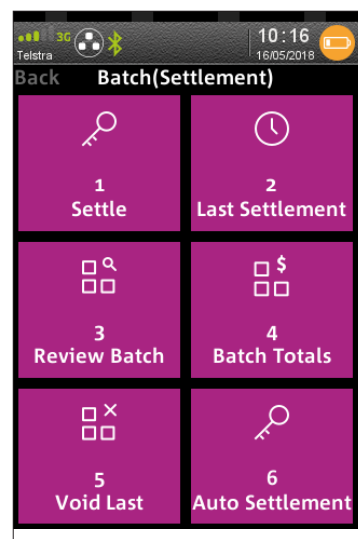 3G
10:16
Telstra
16/05/2018
Back Batch(Settlement)
1
Settle
2
Last Settlement
3
Review Batch
$
4
Batch Totals
5
Void Last
6
Auto Settlement